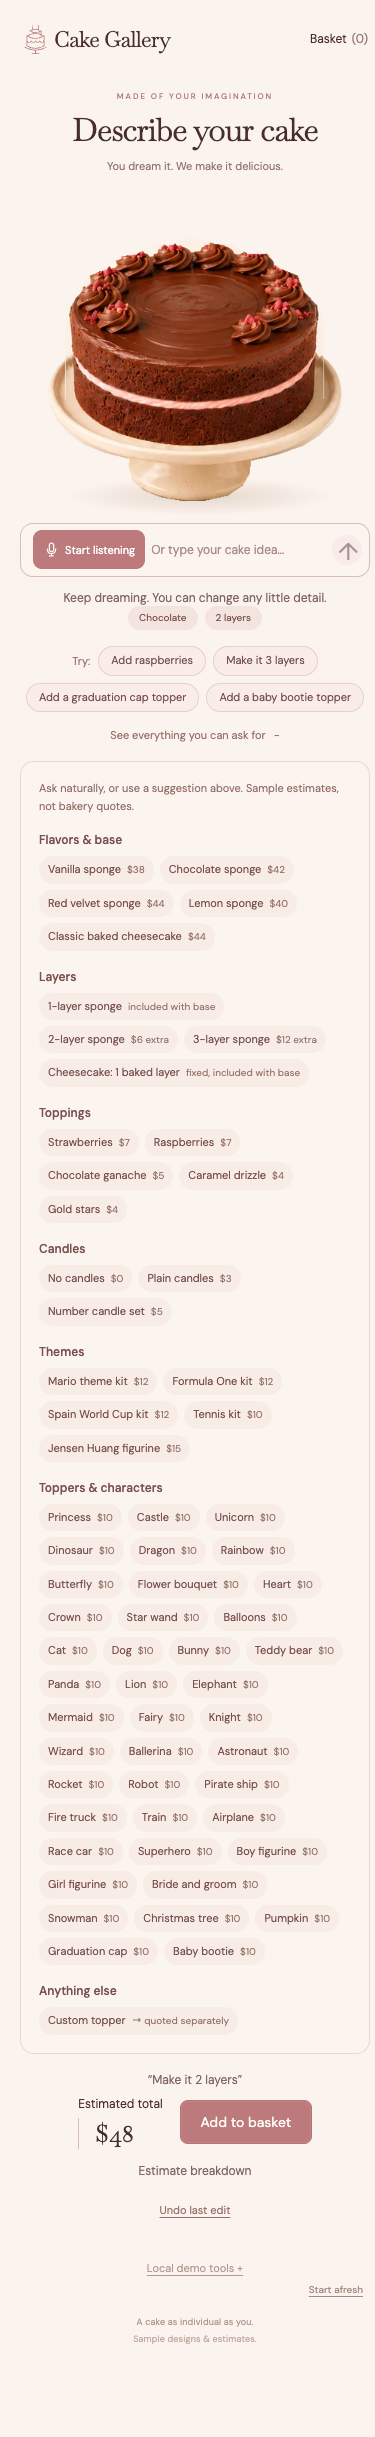 Cake Gallery
Basket (0)
MADE OF YOUR IMAGINATION
Describe your cake
You dream it. We make it delicious.
Start listening
Or type your cake idea...
Keep dreaming. You can change any little detail.
Chocolate 2 layers
Try: Add raspberries Make it 3 layers
Add a graduation cap topper Add a baby bootie topper
See everything you can ask for −
Ask naturally, or use a suggestion above. Sample estimates,
not bakery quotes.
Flavors & base
Vanilla sponge $38 Chocolate sponge $42
Red velvet sponge $44 Lemon sponge $40
Classic baked cheesecake $44
Layers
1-layer sponge included with base
2-layer sponge $6 extra 3-layer sponge $12 extra
Cheesecake: 1 baked layer fixed, included with base
Toppings
Strawberries $7 Raspberries $7
Chocolate ganache $5 Caramel drizzle $4
Gold stars $4
Candles
No candles $0 Plain candles $3
Number candle set $5
Themes
Mario theme kit $12 Formula One kit $12
Spain World Cup kit $12 Tennis kit $10
Jensen Huang figurine $15
Toppers & characters
Princess $10 Castle $10 Unicorn $10
Dinosaur $10 Dragon $10 Rainbow $10
Butterfly $10 Flower bouquet $10 Heart $10
Crown $10 Star wand $10 Balloons $10
Cat $10 Dog $10 Bunny $10 Teddy bear $10
Panda $10 Lion $10 Elephant $10
Mermaid $10 Fairy $10 Knight $10
Wizard $10 Ballerina $10 Astronaut $10
Rocket $10 Robot $10 Pirate ship $10
Fire truck $10 Train $10 Airplane $10
Race car $10 Superhero $10 Boy figurine $10
Girl figurine $10 Bride and groom $10
Snowman $10 Christmas tree $10 Pumpkin $10
Graduation cap $10 Baby bootie $10
Anything else
Custom topper → quoted separately
“Make it 2 layers”
Estimated total
$48
Add to basket
Estimate breakdown
Undo last edit
Local demo tools +
Start afresh
A cake as individual as you.
Sample designs & estimates.